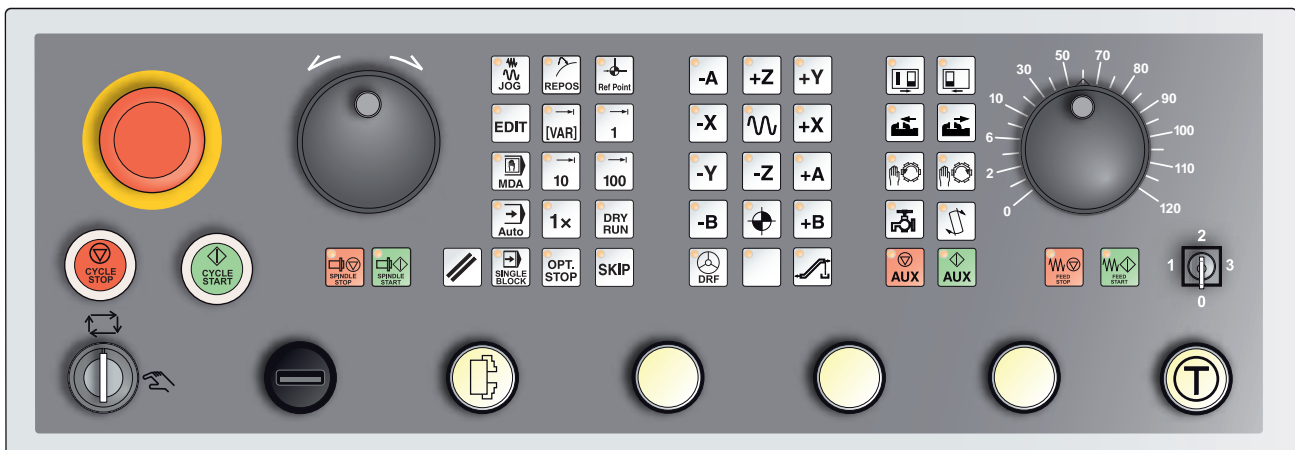 JOG
REPOS
Ref Point
EDIT
[VAR]
1
MDA
10
100
Auto
1×
DRY
RUN
SINGLE
BLOCK
OPT.
STOP
SKIP
-A
+Z
+Y
-X
+X
-Y
-Z
+A
-B
+B
DRF
AUX
AUX
0
2
6
10
30
50
70
80
90
100
110
120
CYCLE
STOP
CYCLE
START
SPINDLE
STOP
SPINDLE
START
FEED
STOP
FEED
START
2
1
3
0
T